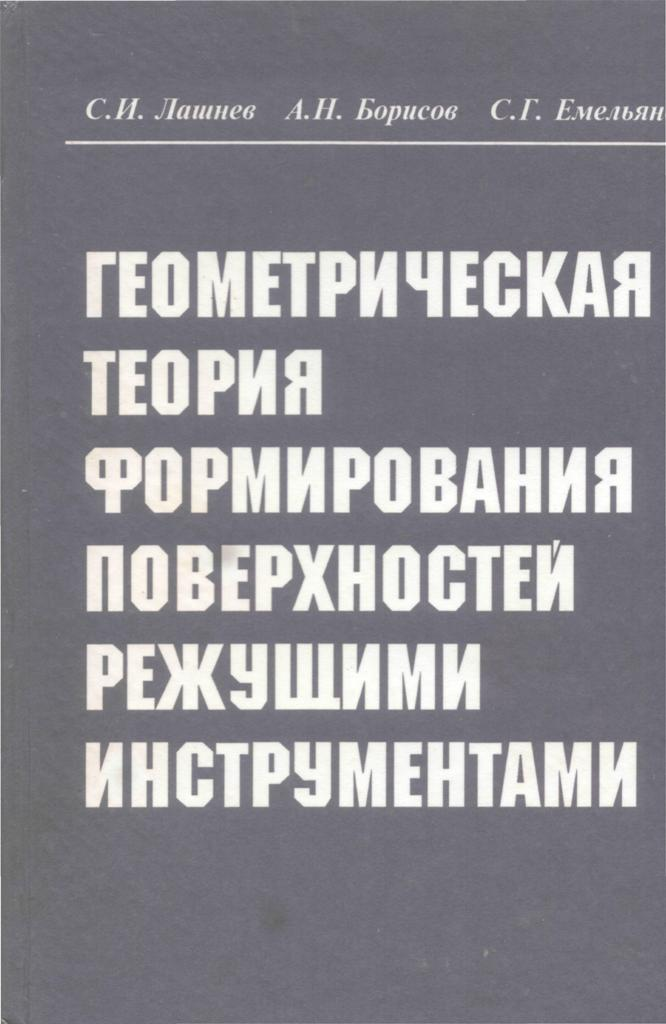 С.И. Лашнев А.Н. Борисов С.Г. Емельян
ГЕОМЕТРИЧЕСКАЯ
ТЕОРИЯ
ФОРМИРОВАНИЯ
ПОВЕРХНОСТЕЙ
РЕЖУЩИМИ
ИНСТРУМЕНТАМИ